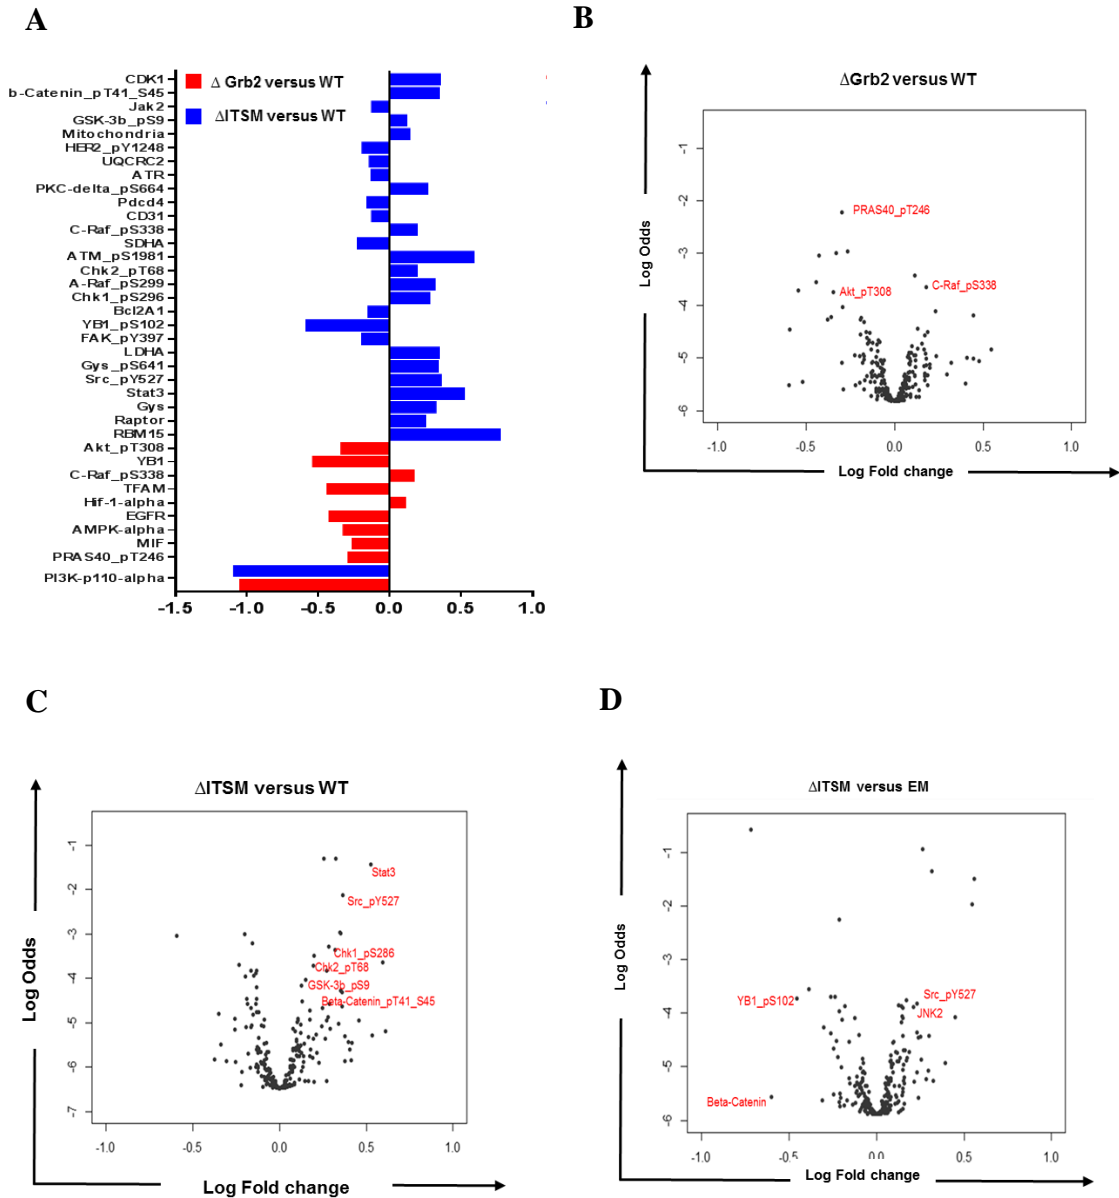 A
B
Δ Grb2 versus WT
ΔITSM versus WT
CDK1
b-Catenin_pT41_S45
Jak2
GSK-3b_pS9
Mitochondria
HER2_pY1248
UQCRC2
ATR
PKC-delta_pS664
Pdcd4
CD31
C-Raf_pS338
SDHA
ATM_pS1981
Chk2_pT68
A-Raf_pS299
Chk1_pS296
Bcl2A1
YB1_pS102
FAK_pY397
LDHA
Gys_pS641
Src_pY527
Stat3
Gys
Raptor
RBM15
Akt_pT308
YB1
C-Raf_pS338
TFAM
Hif-1-alpha
EGFR
AMPK-alpha
MIF
PRAS40_pT246
PI3K-p110-alpha
-1.5 -1.0 -0.5 0.0 0.5 1.0
ΔGrb2 versus WT
Log Odds
-1
-2
-3
-4
-5
-6
PRAS40_pT246
Akt_pT308
C-Raf_pS338
-1.0 -0.5 0.0 0.5 1.0
Log Fold change
C
D
ΔITSM versus WT
Log Odds
-1
-2
-3
-4
-5
-6
-7
Stat3
Src_pY527
Chk1_pS286
Chk2_pT68
GSK-3b_pS9
Beta-Catenin_pT41_S45
-1.0 -0.5 0.0 0.5 1.0
Log Fold change
ΔITSM versus EM
Log Odds
-1
-2
-3
-4
-5
-6
YB1_pS102
Src_pY527
JNK2
Beta-Catenin
-1.0 -0.5 0.0 0.5 1.0
Log Fold change